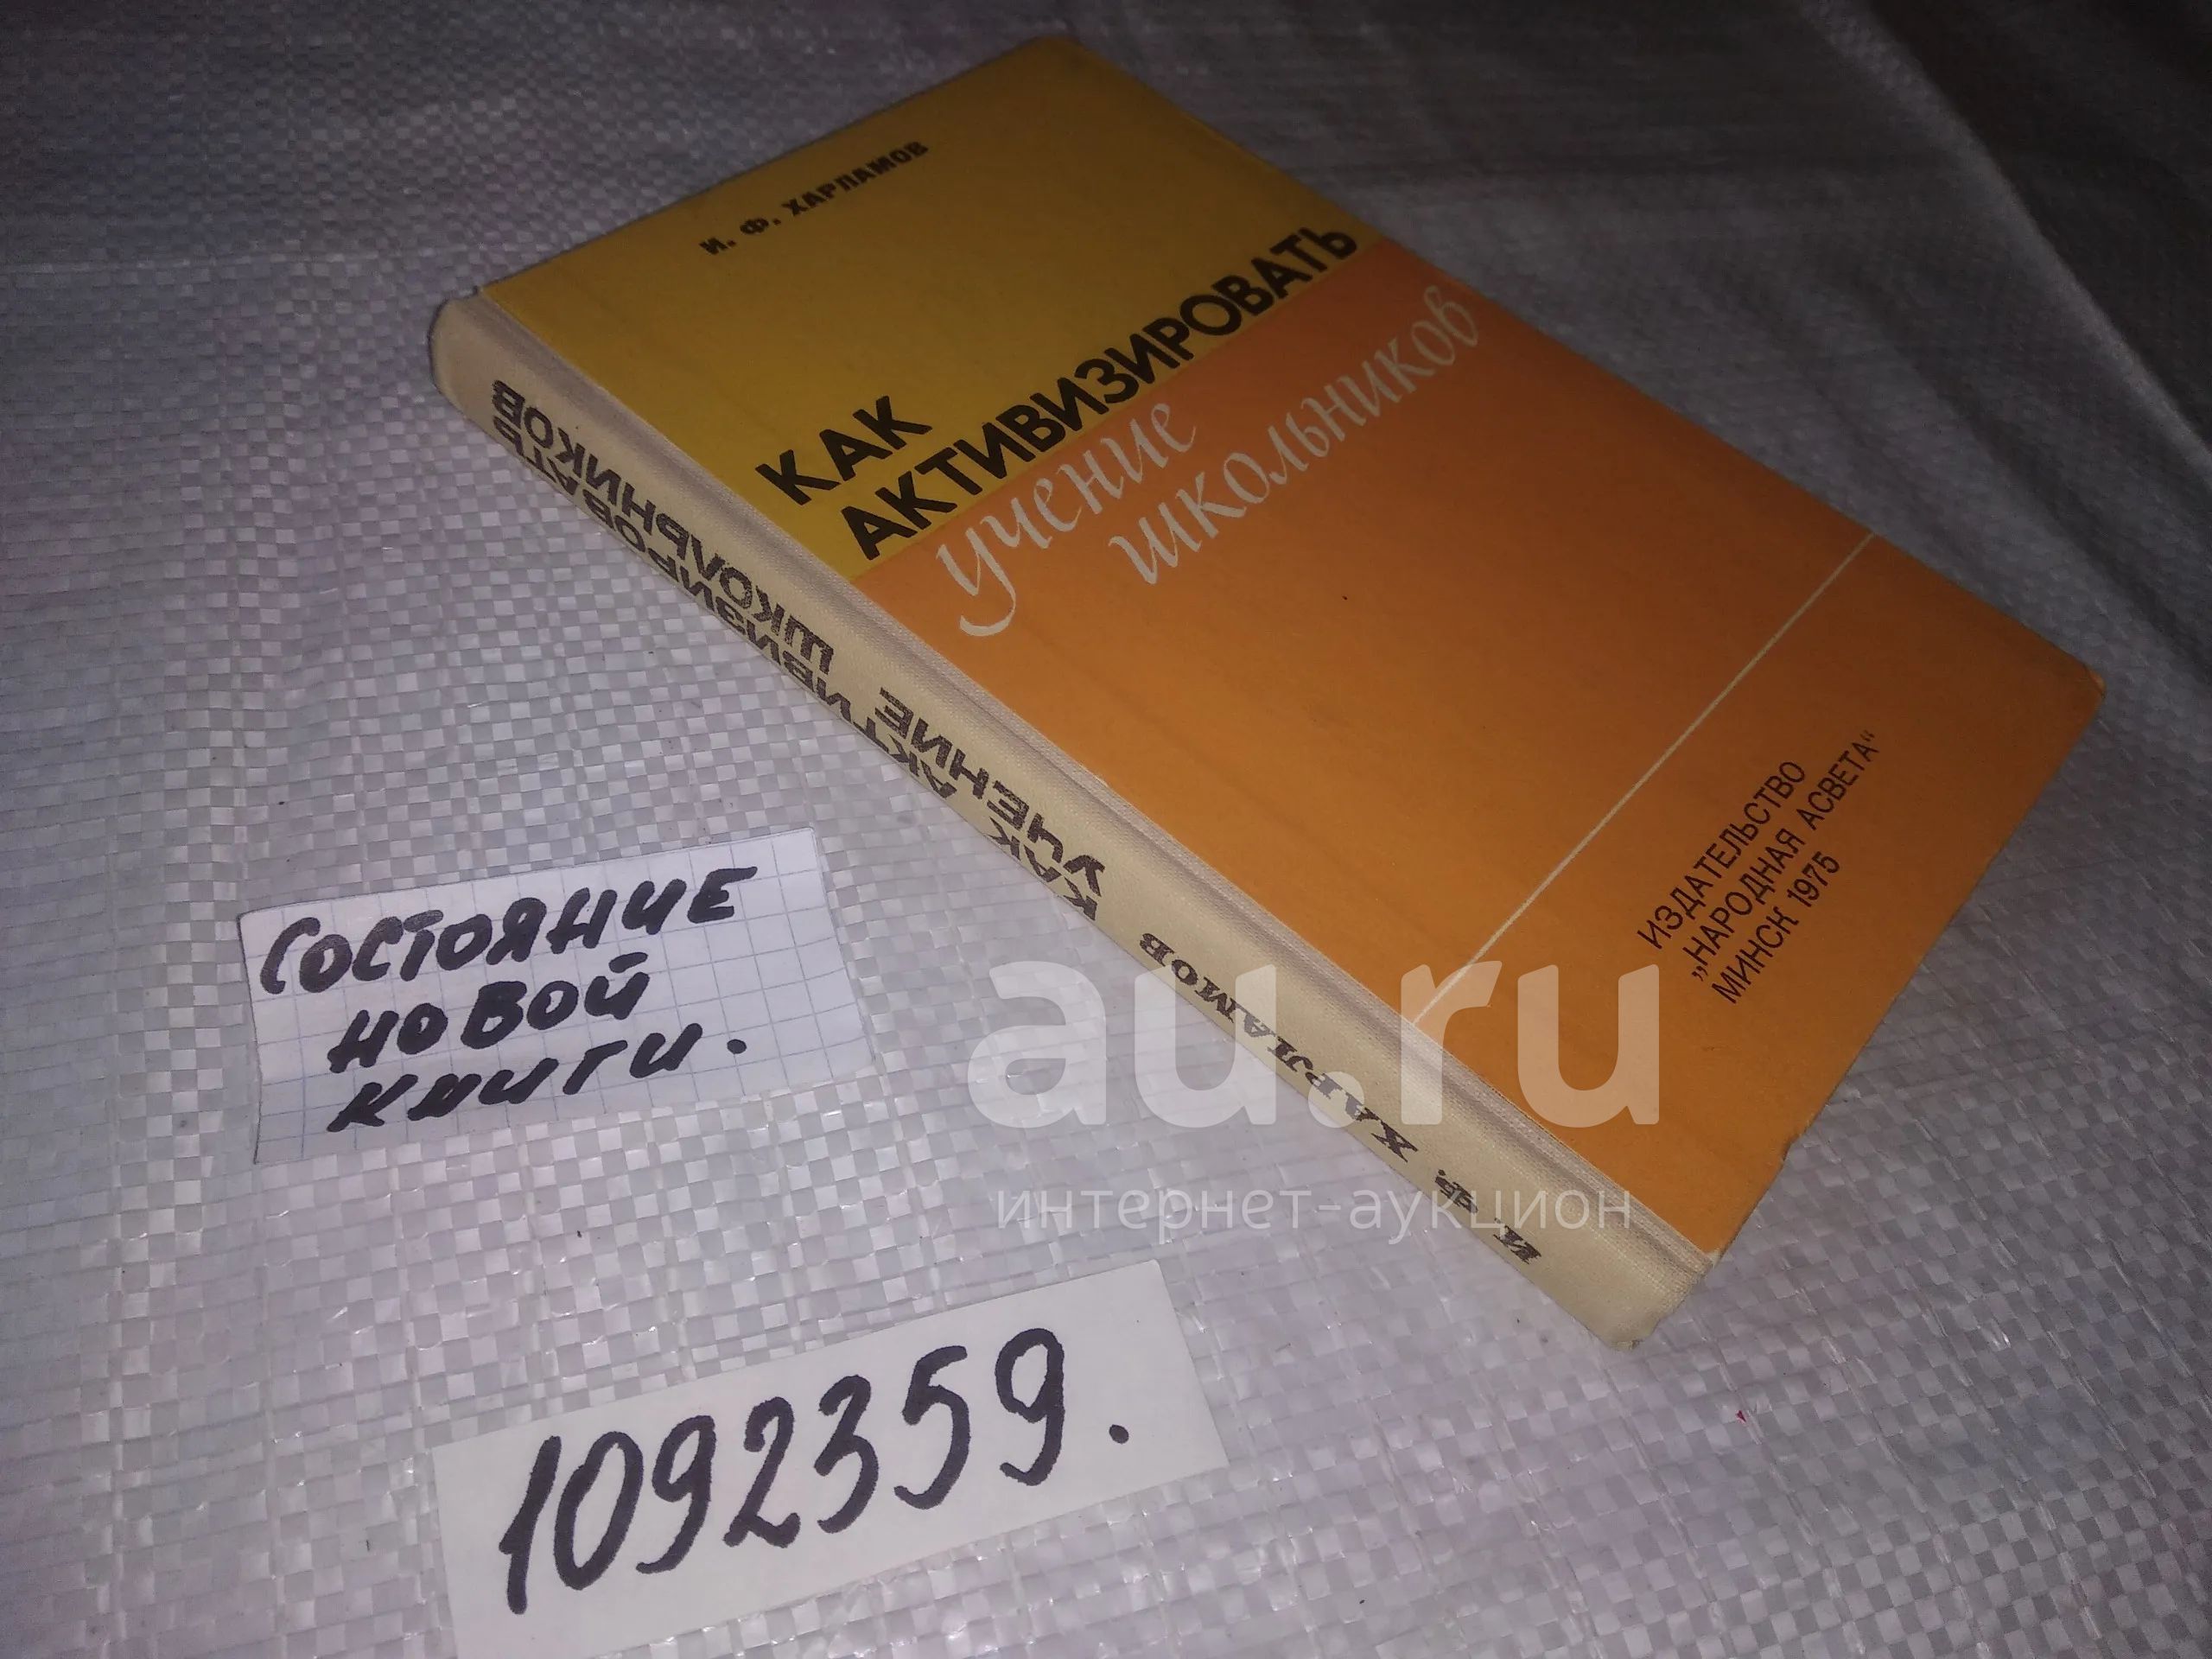 И. Ф. ХАРЛАМОВ
КАК
АКТИВИЗИРОВАТЬ
учение
школьников
ИЗДАТЕЛЬСТВО
„НАРОДНАЯ АСВЕТА“
МИНСК 1975
И. Ф. ХАРЛАМОВ
КАК АКТИВИЗИРОВАТЬ
УЧЕНИЕ ШКОЛЬНИКОВ
СОСТОЯНИЕ
НОВОЙ
КНИГИ.
au.ru
интернет-аукцион
1092359.